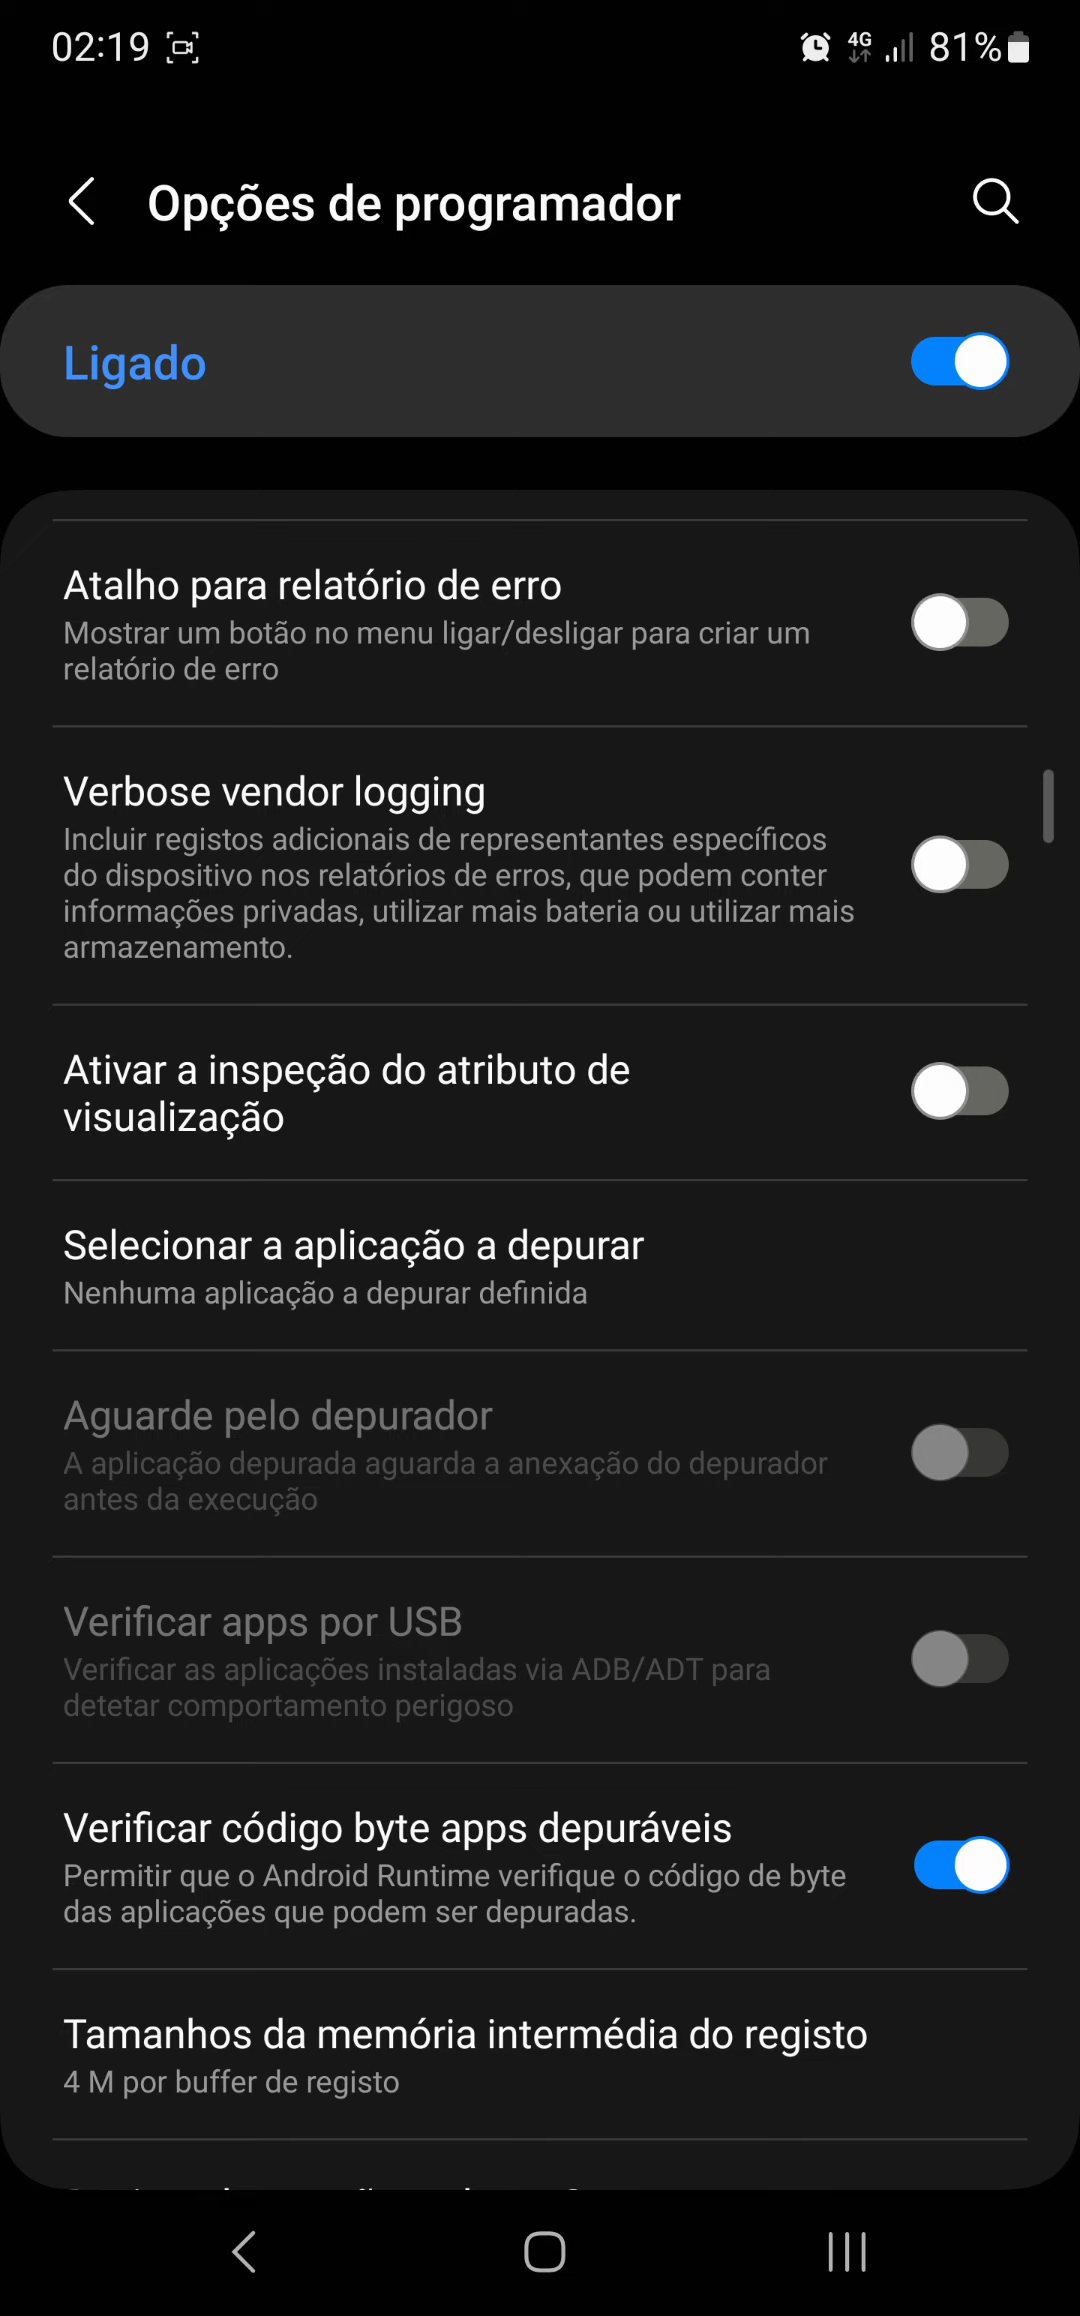 02:19
4G
81%
Opções de programador
Ligado
Atalho para relatório de erro
Mostrar um botão no menu ligar/desligar para criar um
relatório de erro
Verbose vendor logging
Incluir registos adicionais de representantes específicos
do dispositivo nos relatórios de erros, que podem conter
informações privadas, utilizar mais bateria ou utilizar mais
armazenamento.
Ativar a inspeção do atributo de
visualização
Selecionar a aplicação a depurar
Nenhuma aplicação a depurar definida
Aguarde pelo depurador
A aplicação depurada aguarda a anexação do depurador
antes da execução
Verificar apps por USB
Verificar as aplicações instaladas via ADB/ADT para
detetar comportamento perigoso
Verificar código byte apps depuráveis
Permitir que o Android Runtime verifique o código de byte
das aplicações que podem ser depuradas.
Tamanhos da memória intermédia do registo
4 M por buffer de registo